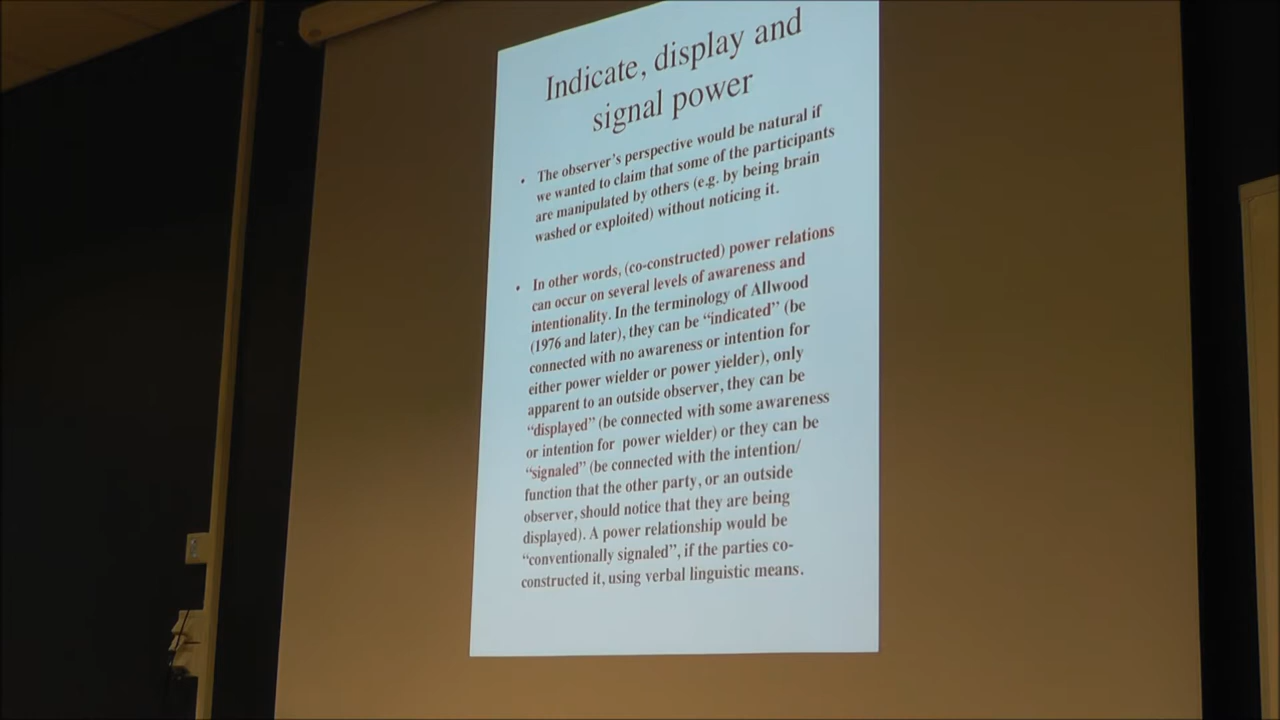 Indicate, display and
signal power
• The observer's perspective would be natural if
we wanted to claim that some of the participants
are manipulated by others (e.g. by being brain
washed or exploited) without noticing it.
• In other words, (co-constructed) power relations
can occur on several levels of awareness and
intentionality. In the terminology of Allwood
(1976 and later), they can be “indicated” (be
connected with no awareness or intention for
either power wielder or power yielder), only
apparent to an outside observer, they can be
“displayed” (be connected with some awareness
or intention for power wielder) or they can be
“signaled” (be connected with the intention/
function that the other party, or an outside
observer, should notice that they are being
displayed). A power relationship would be
“conventionally signaled”, if the parties co-
constructed it, using verbal linguistic means.